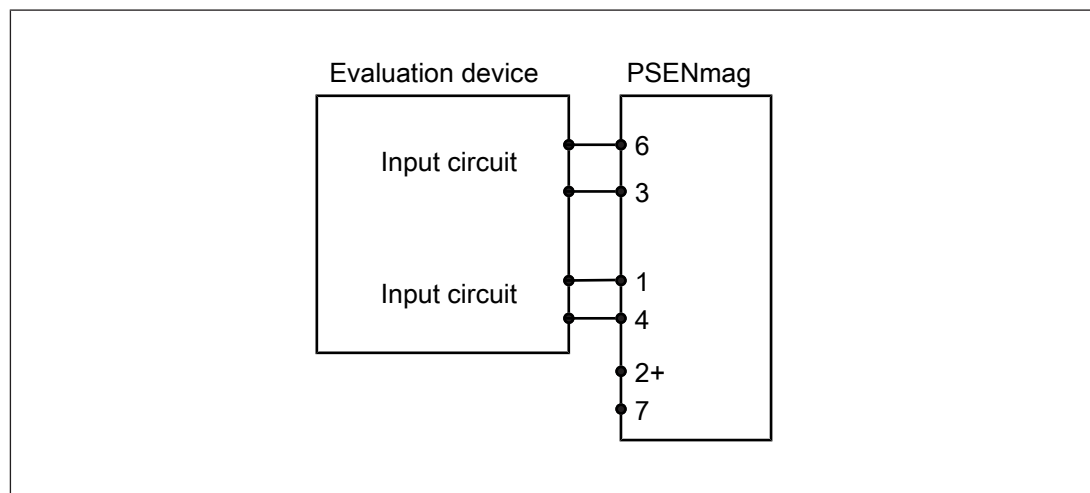 Evaluation device PSENmag
Input circuit 6
3
Input circuit 1
4
2+
7